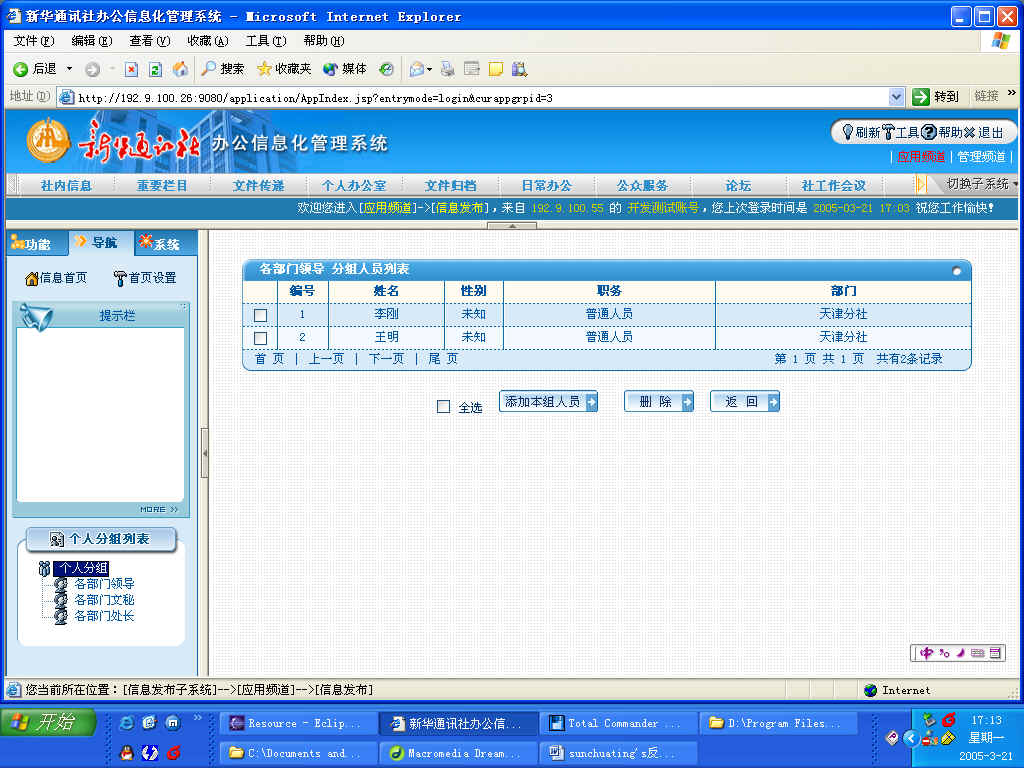 新华通讯社办公信息化管理系统 - Microsoft Internet Explorer
文件(F) 编辑(E) 查看(V) 收藏(A) 工具(T) 帮助(H)
后退 搜索 收藏夹 媒体
地址(D) http://192.9.100.26:9080/application/AppIndex.jsp?entrymode=login&curappgrpid=3 转到 链接 »
新华通讯社 办公信息化管理系统
刷新 工具 帮助 退出
| 应用频道 | 管理频道 |
社内信息 重要栏目 文件传递 个人办公室 文件归档 日常办公 公众服务 论坛 社工作会议 切换子系统
欢迎您进入[应用频道]->[信息发布],来自 192.9.100.55 的 开发测试账号,您上次登录时间是 2005-03-21 17:03 祝您工作愉快!
功能 导航 系统
信息首页 首页设置
提示栏
MORE >>
个人分组列表
个人分组
各部门领导
各部门文秘
各部门处长
各部门领导 分组人员列表
编号 姓名 性别 职务 部门
1 李刚 未知 普通人员 天津分社
2 王明 未知 普通人员 天津分社
首 页 | 上一页 | 下一页 | 尾 页 第 1 页 共 1 页 共有2条记录
全选 添加本组人员 删 除 返 回
中
您当前所在位置：[信息发布子系统]-->[应用频道]-->[信息发布] Internet
开始 » Resource - Eclip... 新华通讯社办公信... Total Commander ... D:\Program Files... 17:13
星期一
C:\Documents and... Macromedia Dream... sunchuating's反... 2005-3-21